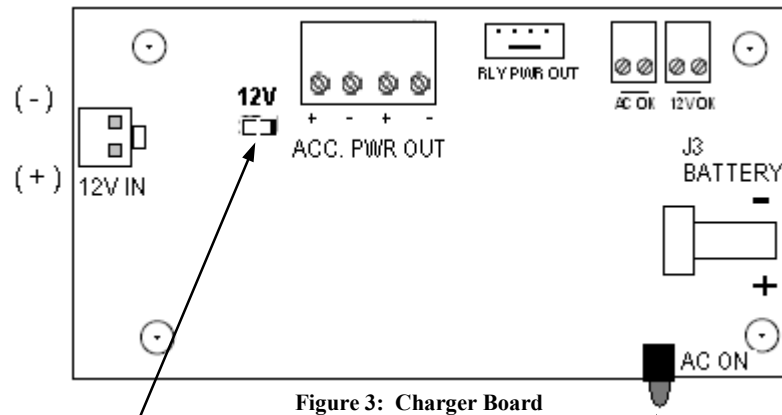 RLY PWR OUT
AC OK 12V OK
(-)
12V
+ - + -
ACC. PWR OUT
J3
BATTERY
(+)
12V IN
-
+
AC ON
Figure 3: Charger Board